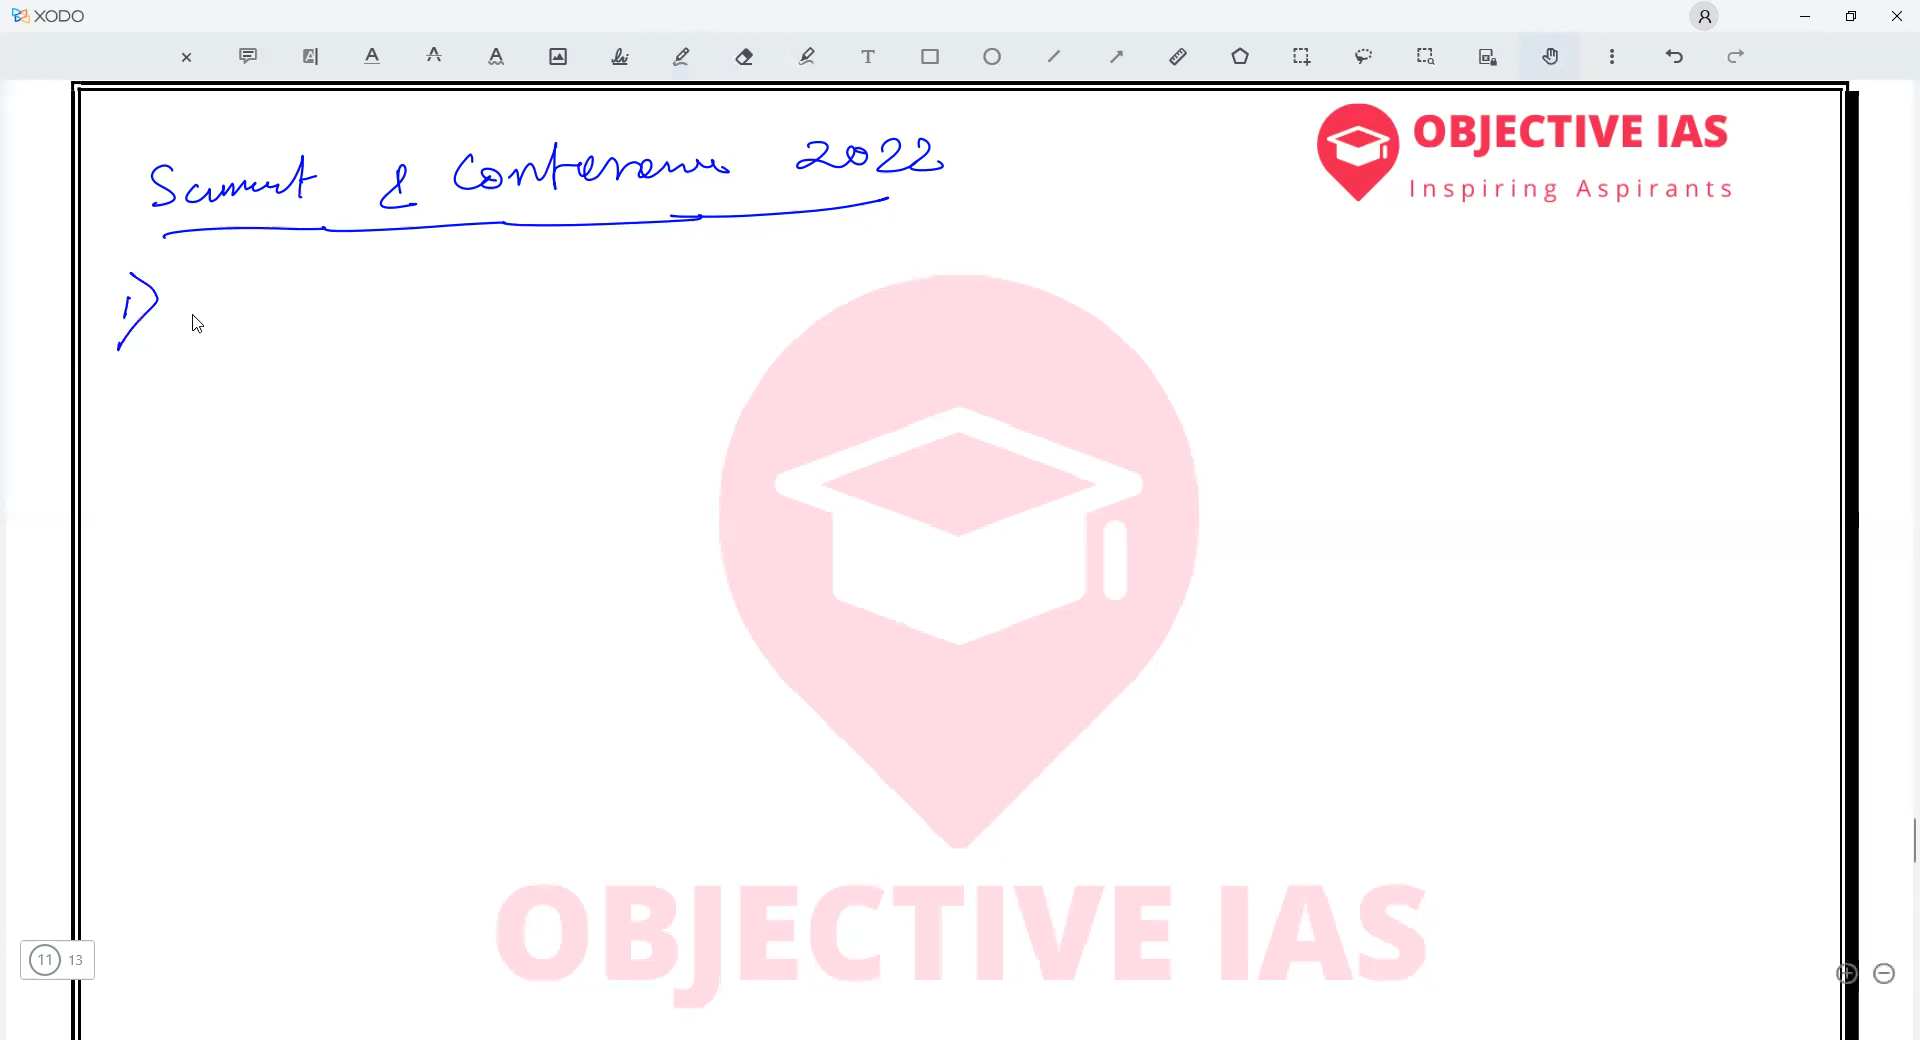 XODO
Summit & Conference 2022
OBJECTIVE IAS
Inspiring Aspirants
1)
OBJECTIVE IAS
11 13